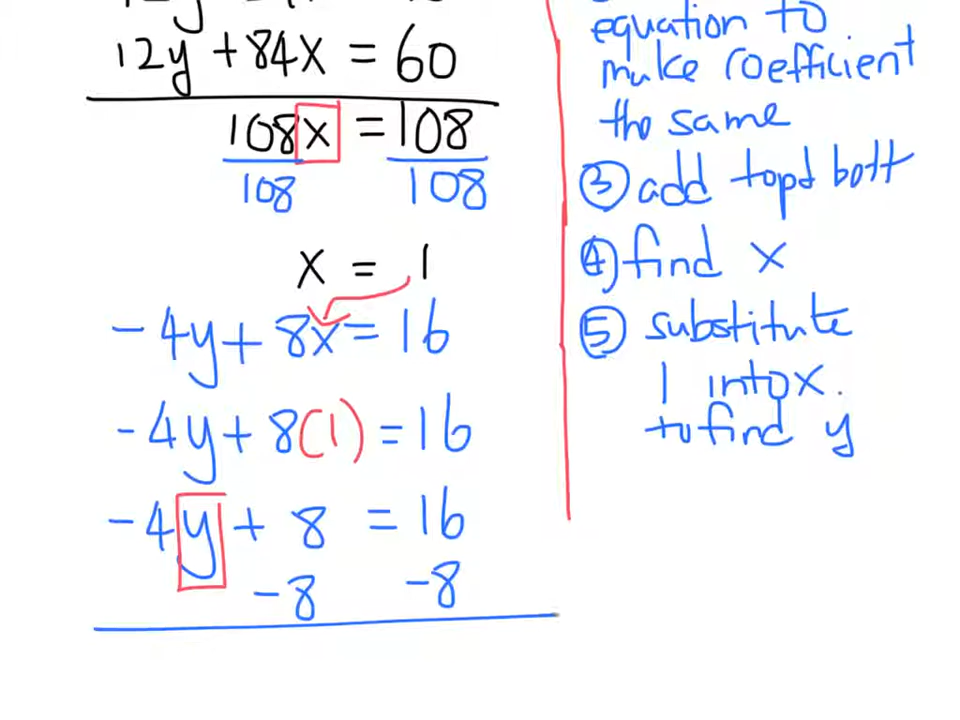 12y + 84x = 60
108x = 108
108 108
x = 1
-4y + 8x = 16
-4y + 8(1) = 16
-4y + 8 = 16
-8 -8
equation to
make coefficient
the same
③ add topd bott
④ find x
⑤ substitute
1 into x.
to find y